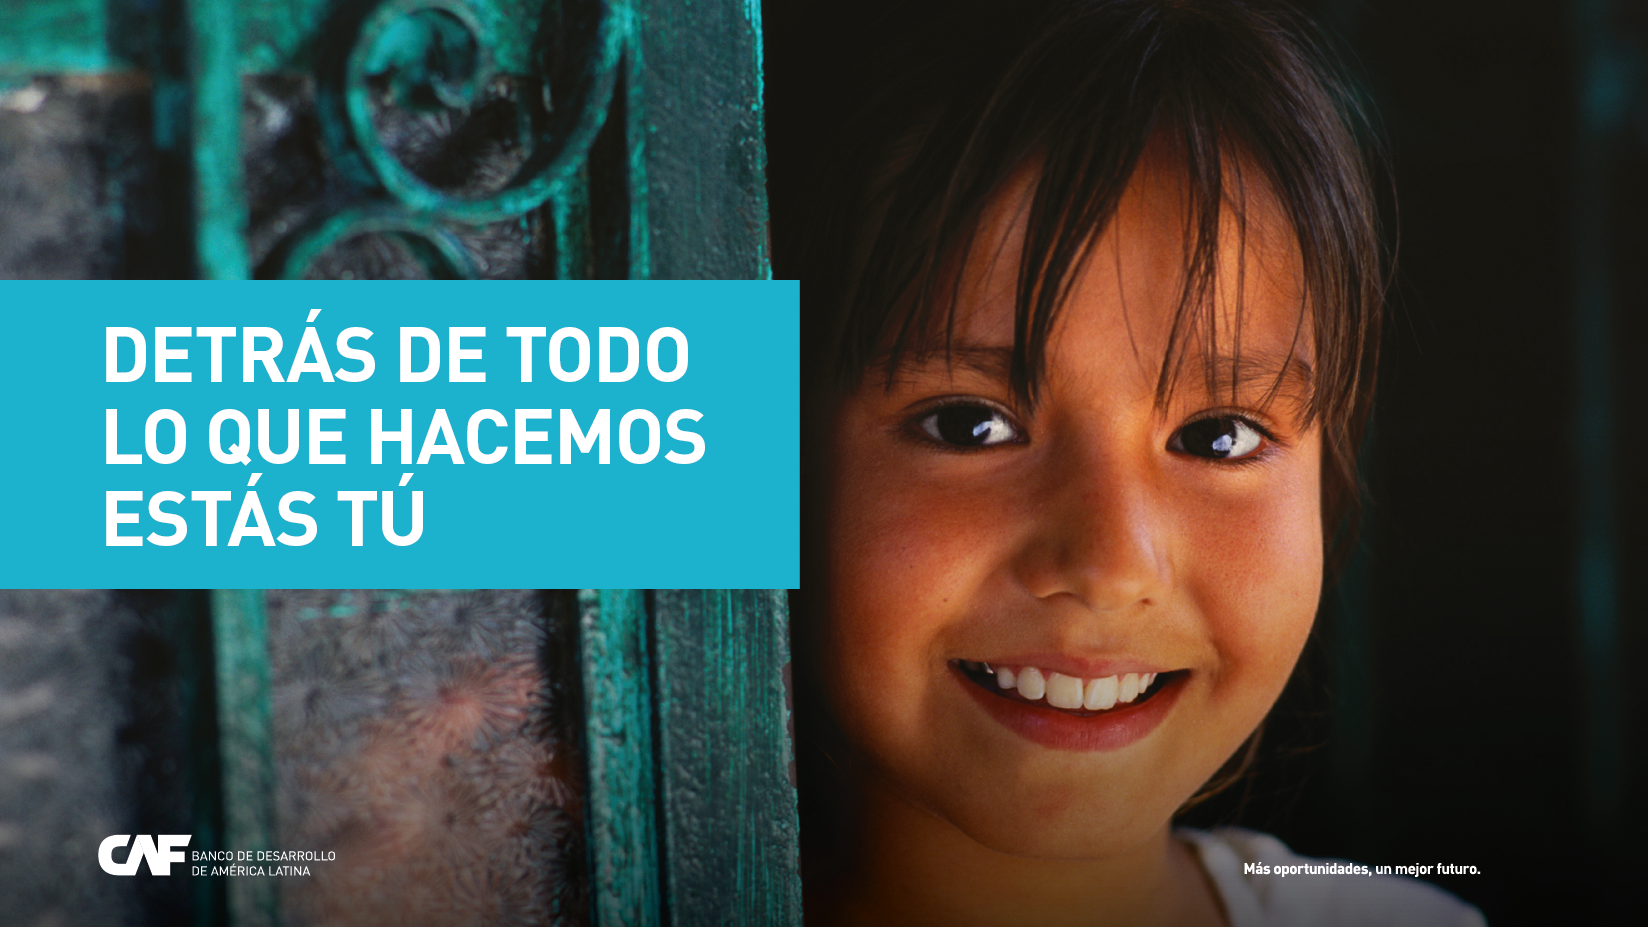 DETRÁS DE TODO
LO QUE HACEMOS
ESTÁS TÚ
CAF BANCO DE DESARROLLO
DE AMÉRICA LATINA
Más oportunidades, un mejor futuro.